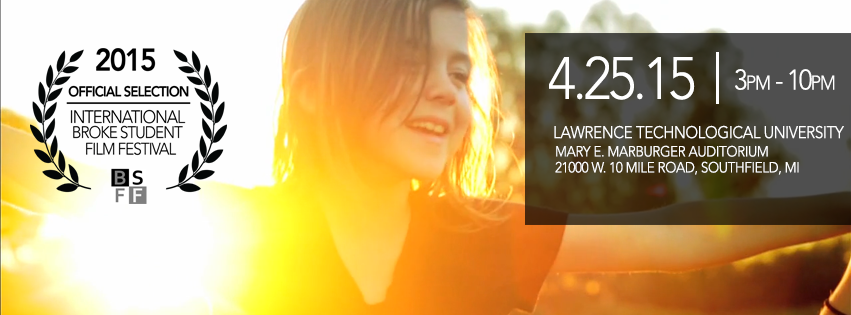 2015
OFFICIAL SELECTION
INTERNATIONAL
BROKE STUDENT
FILM FESTIVAL
BS
FF
4.25.15 | 3PM - 10PM
LAWRENCE TECHNOLOGICAL UNIVERSITY
MARY E. MARBURGER AUDITORIUM
21000 W. 10 MILE ROAD, SOUTHFIELD, MI